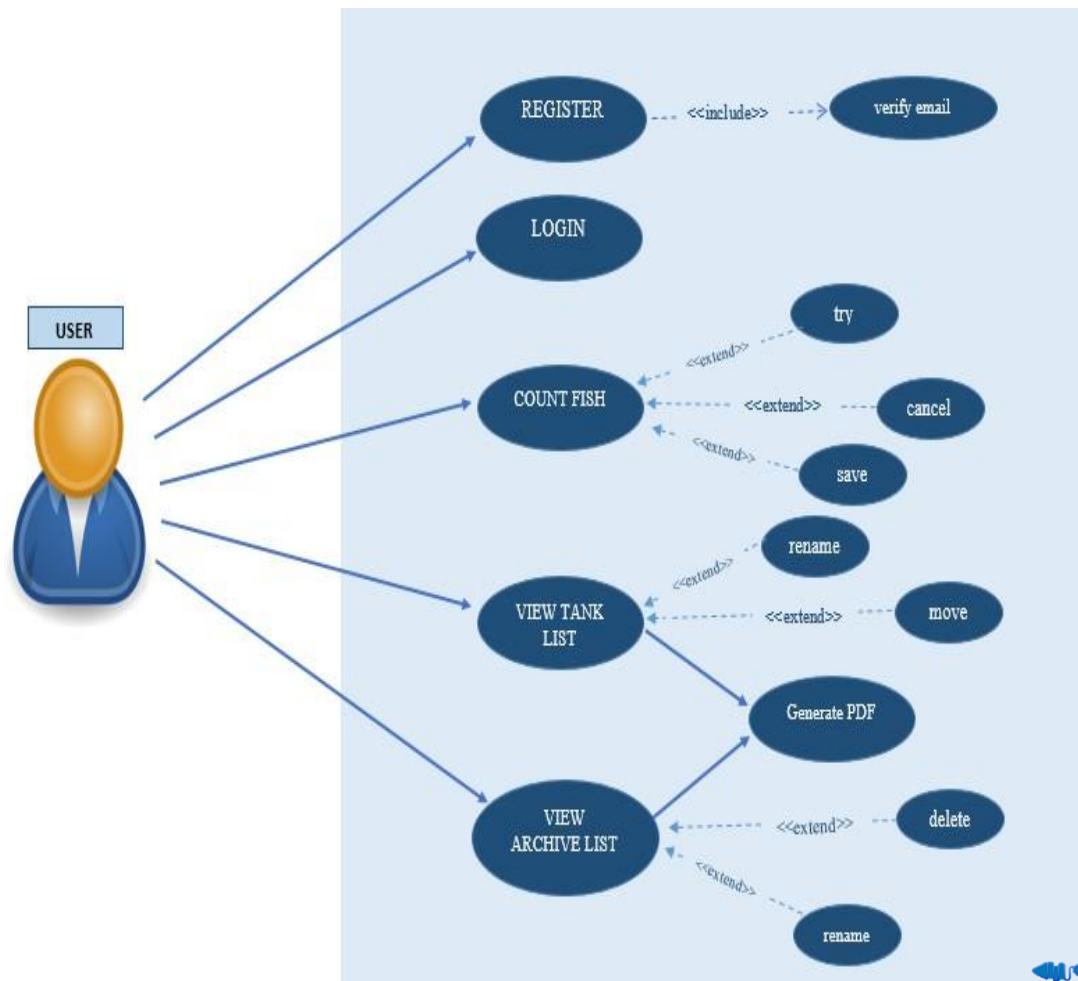 REGISTER
<<include>>
verify email
LOGIN
USER
try
<<extend>>
COUNT FISH
<<extend>>
cancel
<<extend>>
save
rename
<<extend>>
VIEW TANK
LIST
<<extend>>
move
Generate PDF
VIEW
ARCHIVE LIST
<<extend>>
delete
<<extend>>
rename